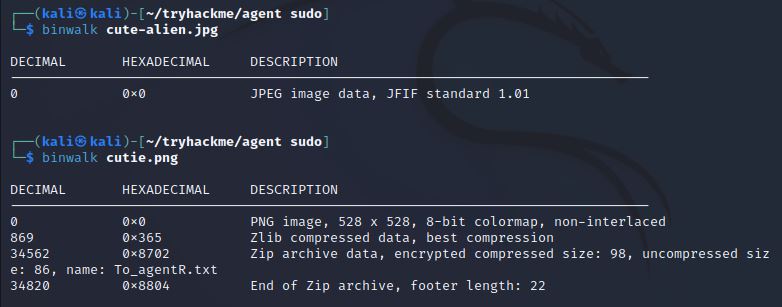 ┌──(kali㉿kali)-[~/tryhackme/agent sudo]
└─$ binwalk cute-alien.jpg
DECIMAL       HEXADECIMAL     DESCRIPTION
--------------------------------------------------------------------------------
0             0x0             JPEG image data, JFIF standard 1.01
┌──(kali㉿kali)-[~/tryhackme/agent sudo]
└─$ binwalk cutie.png
DECIMAL       HEXADECIMAL     DESCRIPTION
--------------------------------------------------------------------------------
0             0x0             PNG image, 528 x 528, 8-bit colormap, non-interlaced
869           0x365           Zlib compressed data, best compression
34562         0x8702          Zip archive data, encrypted compressed size: 98, uncompressed siz
e: 86, name: To_agentR.txt
34820         0x8804          End of Zip archive, footer length: 22